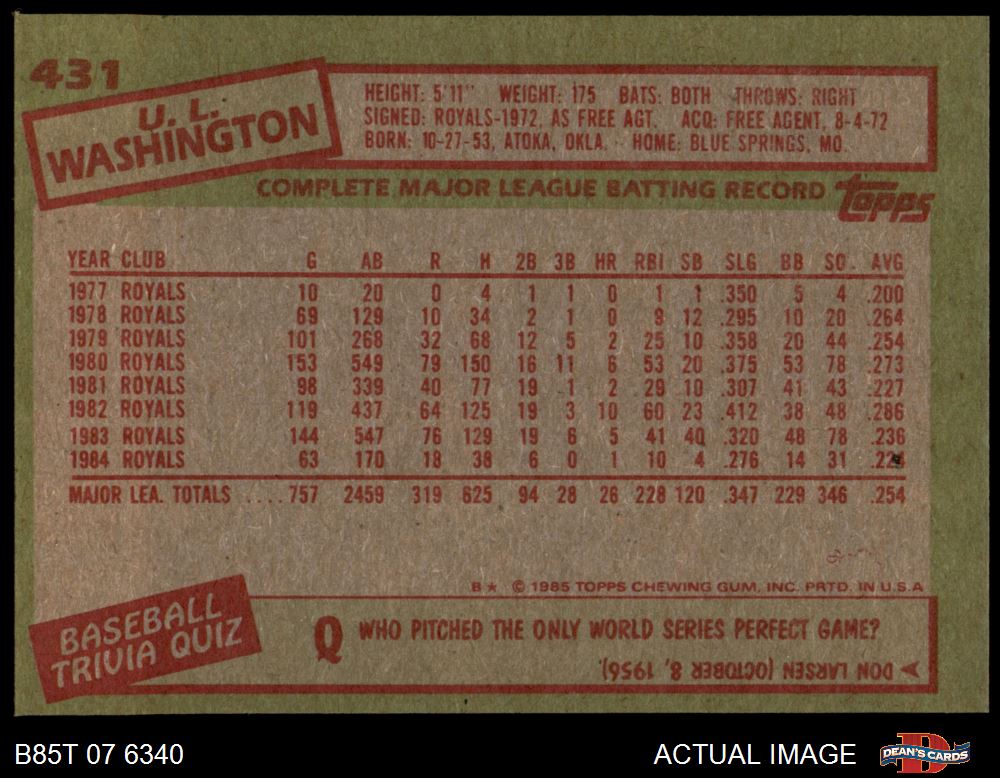 431
U. L.
WASHINGTON
HEIGHT: 5'11" WEIGHT: 175 BATS: BOTH THROWS: RIGHT
SIGNED: ROYALS-1972, AS FREE AGT. ACQ: FREE AGENT, 8-4-72
BORN: 10-27-53, ATOKA, OKLA. HOME: BLUE SPRINGS, MO.
COMPLETE MAJOR LEAGUE BATTING RECORD topps
YEAR CLUB G AB R H 2B 3B HR RBI SB SLG BB SO AVG
1977 ROYALS 10 20 0 4 1 1 0 1 1 .350 5 4 .200
1978 ROYALS 69 129 10 34 2 1 0 9 12 .295 10 20 .264
1979 ROYALS 101 268 32 68 12 5 2 25 10 .358 20 44 .254
1980 ROYALS 153 549 79 150 16 11 6 53 20 .375 53 78 .273
1981 ROYALS 98 339 40 77 19 1 2 29 10 .307 41 43 .227
1982 ROYALS 119 437 64 125 19 3 10 60 23 .412 38 48 .286
1983 ROYALS 144 547 76 129 19 6 5 41 40 .320 48 78 .236
1984 ROYALS 63 170 18 38 6 0 1 10 4 .276 14 31
MAJOR LEA. TOTALS .... 757 2459 319 625 94 28 26 228 120 .347 229 346 .254
B★ © 1985 TOPPS CHEWING GUM, INC. PRTD. IN U.S.A
BASEBALL
TRIVIA QUIZ
Q WHO PITCHED THE ONLY WORLD SERIES PERFECT GAME?
DON LARSEN (OCTOBER 8, 1956).
B85T 07 6340 ACTUAL IMAGE DEAN'S CARDS